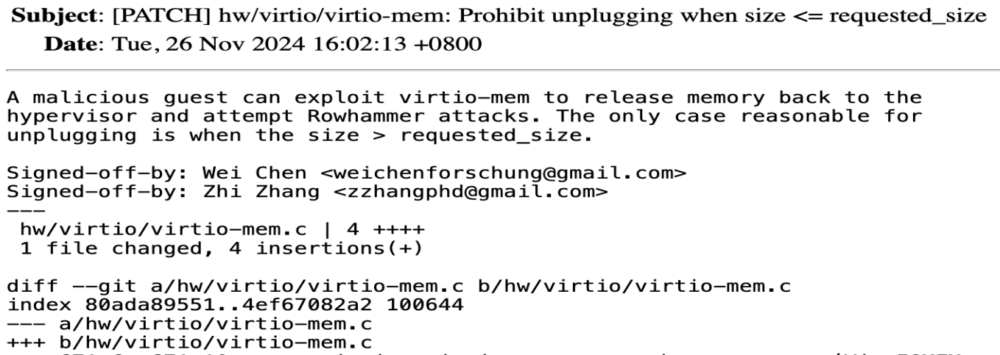 Subject: [PATCH] hw/virtio/virtio-mem: Prohibit unplugging when size <= requested_size
Date: Tue, 26 Nov 2024 16:02:13 +0800
A malicious guest can exploit virtio-mem to release memory back to the
hypervisor and attempt Rowhammer attacks. The only case reasonable for
unplugging is when the size > requested_size.
Signed-off-by: Wei Chen <weichenforschung@gmail.com>
Signed-off-by: Zhi Zhang <zzhangphd@gmail.com>
---
hw/virtio/virtio-mem.c | 4 ++++
1 file changed, 4 insertions(+)
diff --git a/hw/virtio/virtio-mem.c b/hw/virtio/virtio-mem.c
index 80ada89551..4ef67082a2 100644
--- a/hw/virtio/virtio-mem.c
+++ b/hw/virtio/virtio-mem.c